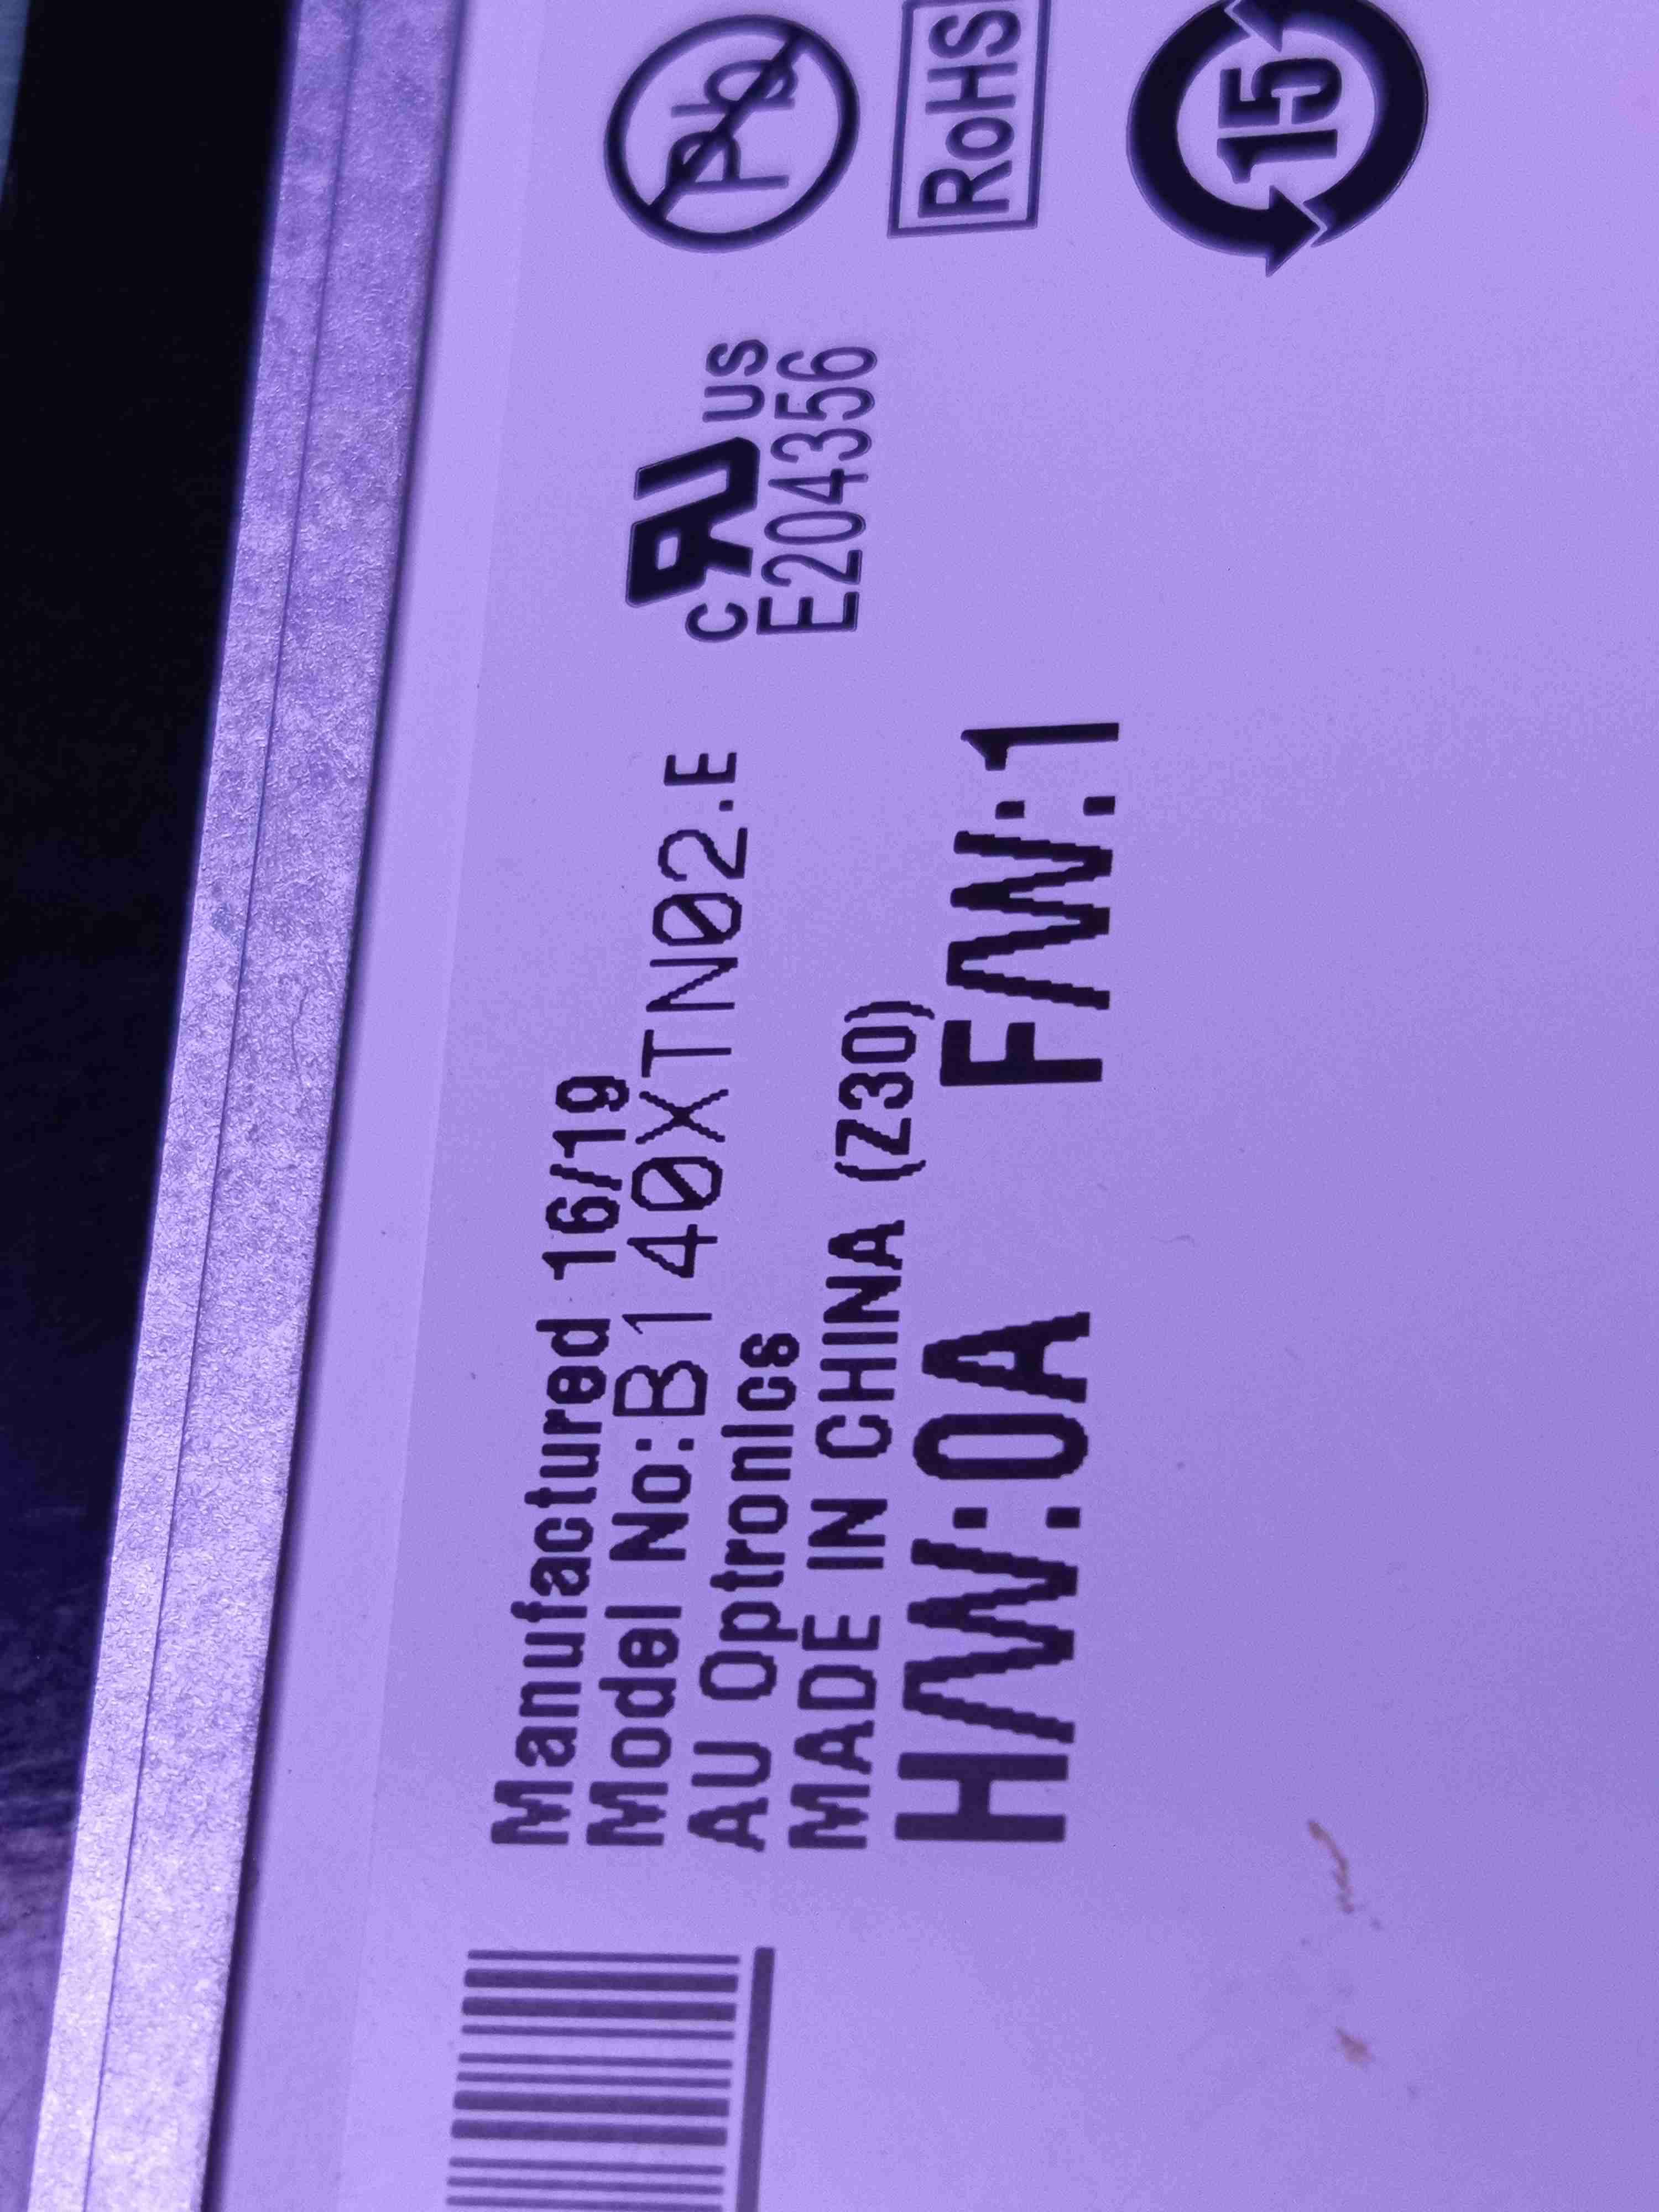 Manufactured 16/19
Model No:B140XTN02.E
AU Optronics
MADE IN CHINA (Z30)
H/W:0A F/W:1
c RU US
E204356
Pb
RoHS
15